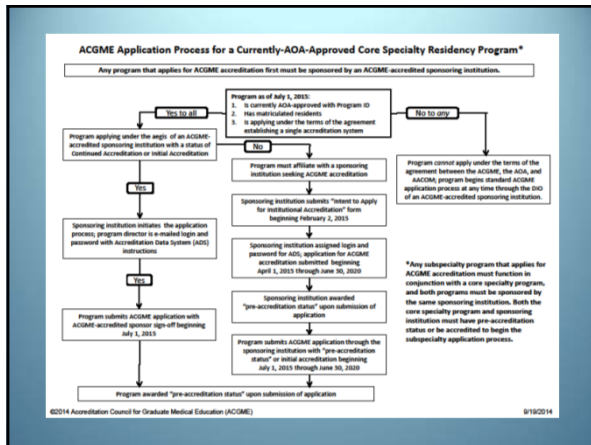 ACGME Application Process for a Currently-AOA-Approved Core Specialty Residency Program*
Any program that applies for ACGME accreditation first must be sponsored by an ACGME-accredited sponsoring institution.
Program as of July 1, 2015:
1. Is currently AOA-approved with Program ID
2. Has matriculated residents
3. Is applying under the terms of the agreement
establishing a single accreditation system
Yes to all
No to any
Program applying under the aegis of an ACGME-
accredited sponsoring institution with a status of
Continued Accreditation or Initial Accreditation
No
Program must affiliate with a sponsoring
institution seeking ACGME accreditation
Program cannot apply under the terms of the
agreement between the ACGME, the AOA, and
AACOM; program begins standard ACGME
application process at any time through the DIO
of an ACGME-accredited sponsoring institution.
Yes
Sponsoring institution submits "Intent to Apply
for Institutional Accreditation" form
beginning February 2, 2015
Sponsoring institution initiates the application
process; program director is e-mailed login and
password with Accreditation Data System (ADS)
instructions
Sponsoring institution assigned login and
password for ADS; application for ACGME
accreditation submitted beginning
April 1, 2015 through June 30, 2020
*Any subspecialty program that applies for
ACGME accreditation must function in
conjunction with a core specialty program,
and both programs must be sponsored by
the same sponsoring institution. Both the
core specialty program and sponsoring
institution must have pre-accreditation
status or be accredited to begin the
subspecialty application process.
Yes
Sponsoring institution awarded
"pre-accreditation status" upon submission of
application
Program submits ACGME application with
ACGME-accredited sponsor sign-off beginning
July 1, 2015
Program submits ACGME application through the
sponsoring institution with "pre-accreditation
status" or initial accreditation beginning
July 1, 2015 through June 30, 2020
Program awarded "pre-accreditation status" upon submission of application
©2014 Accreditation Council for Graduate Medical Education (ACGME)
9/19/2014